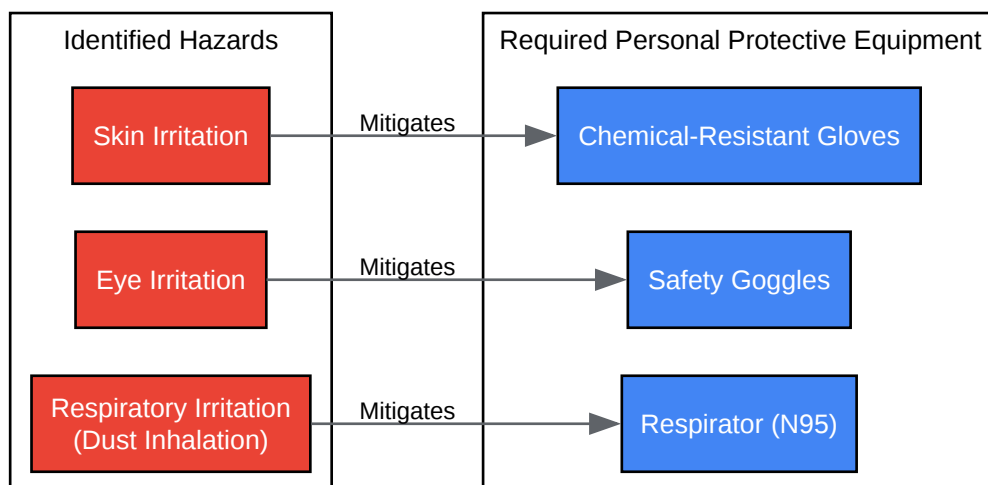 Identified Hazards
Required Personal Protective Equipment
Skin Irritation
Mitigates
Chemical-Resistant Gloves
Eye Irritation
Mitigates
Safety Goggles
Respiratory Irritation
(Dust Inhalation)
Mitigates
Respirator (N95)